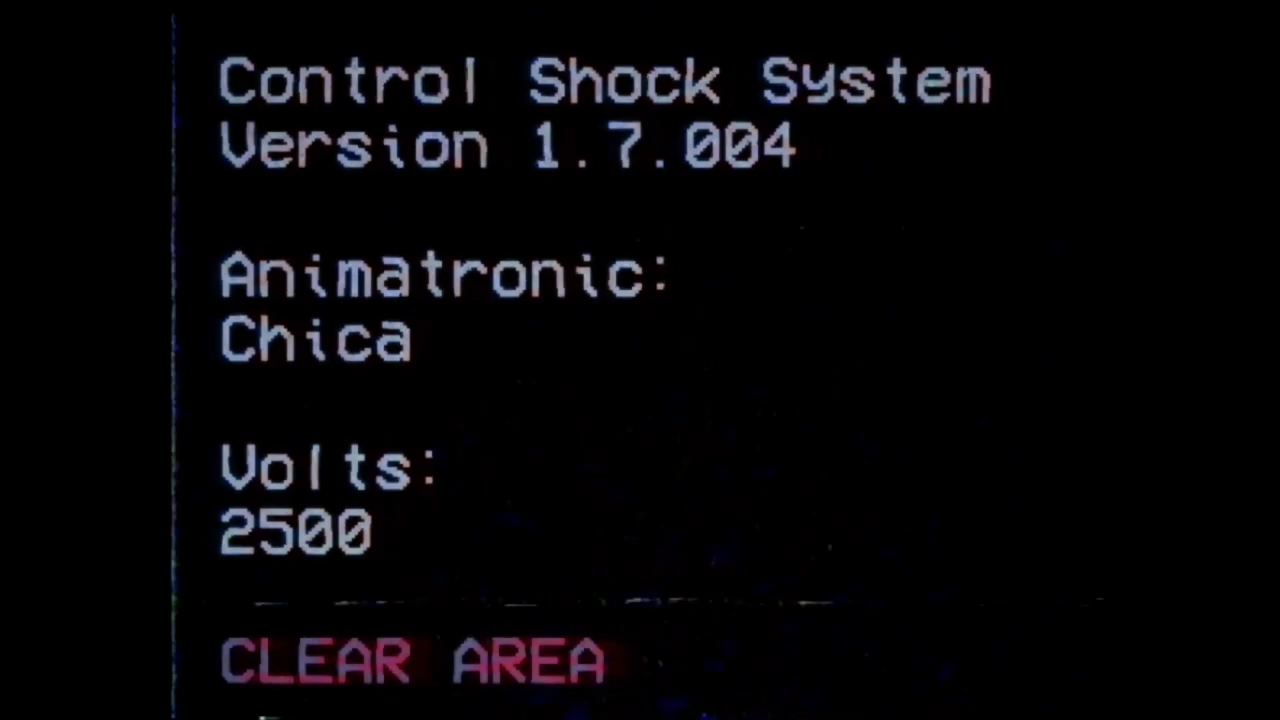 Control Shock System
Version 1.7.004
Animatronic:
Chica
Volts:
2500
CLEAR AREA